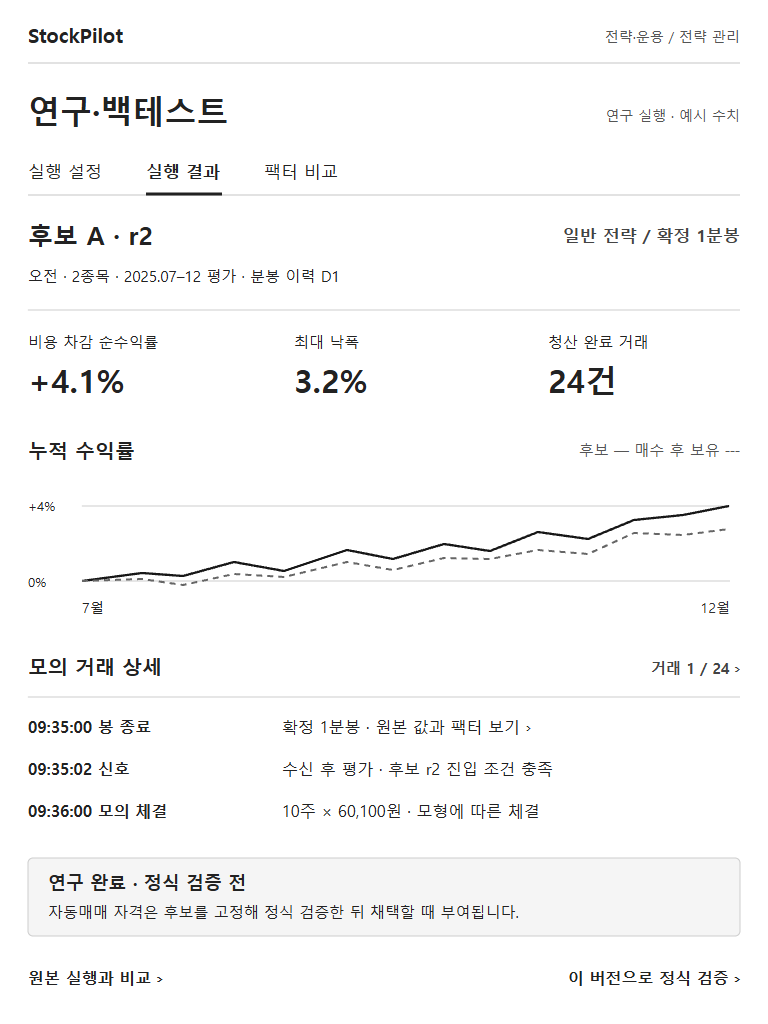 StockPilot
전략·운용 / 전략 관리
연구·백테스트
연구 실행 · 예시 수치
실행 설정
실행 결과
팩터 비교
후보 A · r2
일반 전략 / 확정 1분봉
오전 · 2종목 · 2025.07–12 평가 · 분봉 이력 D1
비용 차감 순수익률
최대 낙폭
청산 완료 거래
+4.1%
3.2%
24건
누적 수익률
후보 — 매수 후 보유 ---
+4%
0%
7월
12월
모의 거래 상세
거래 1 / 24 ›
09:35:00 봉 종료
확정 1분봉 · 원본 값과 팩터 보기 ›
09:35:02 신호
수신 후 평가 · 후보 r2 진입 조건 충족
09:36:00 모의 체결
10주 × 60,100원 · 모형에 따른 체결
연구 완료 · 정식 검증 전
자동매매 자격은 후보를 고정해 정식 검증한 뒤 채택할 때 부여됩니다.
원본 실행과 비교 ›
이 버전으로 정식 검증 ›